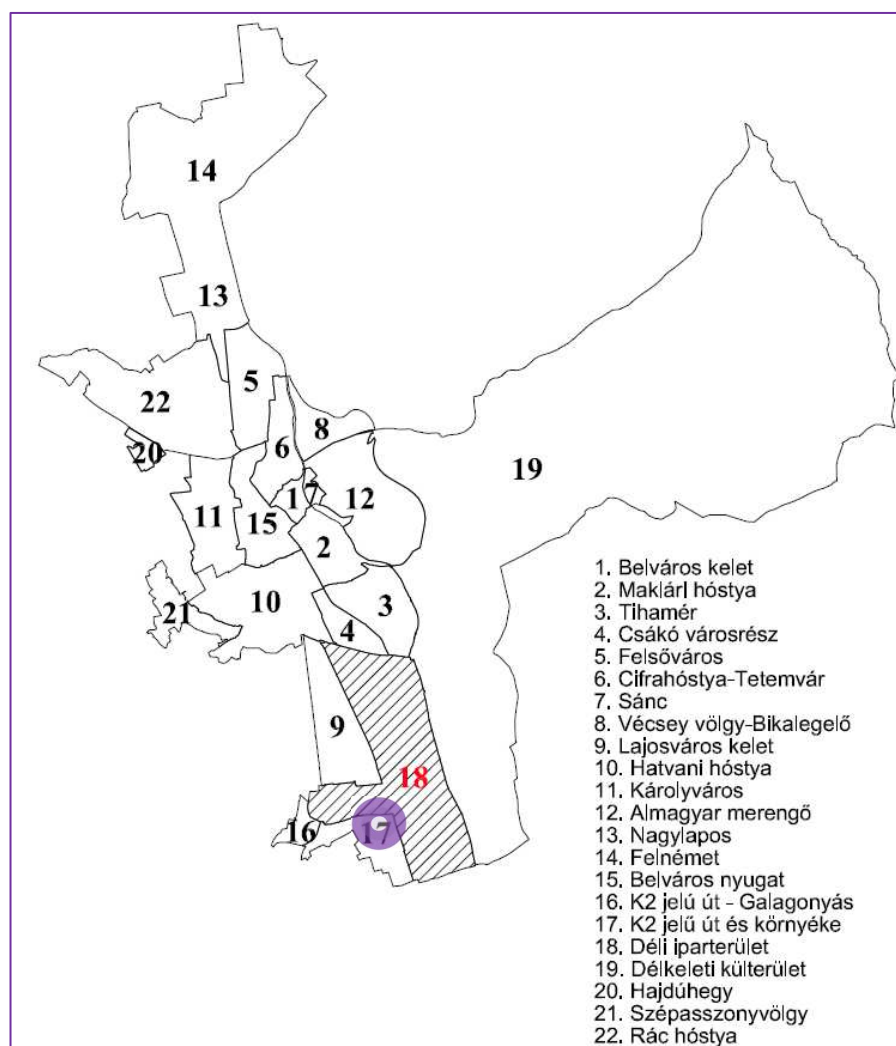 14
13
5
22
8
6
20
19
7
1
12
11
15
2
10
3
21
4
9
18
16
17
1. Belváros kelet
2. Maklárl hóstya
3. Tihamér
4. Csákó városrész
5. Felsőváros
6. Cifrahóstya-Tetemvár
7. Sánc
8. Vécsey völgy-Bikalegelő
9. Lajosváros kelet
10. Hatvani hóstya
11. Károlyváros
12. Almagyar merengő
13. Nagylapos
14. Felnémet
15. Belváros nyugat
16. K2 jelú út - Galagonyás
17. K2 jelű út és környéke
18. Déli iparterület
19. Délkeleti külterület
20. Hajdúhegy
21. Szépasszonyvölgy
22. Rác hóstya